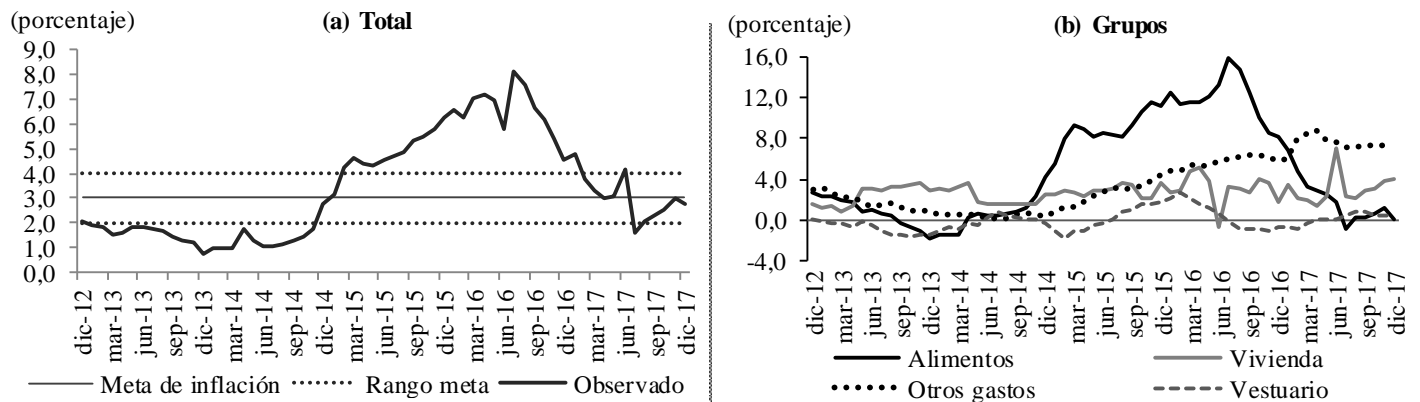 (porcentaje)
(a) Total
9,0
8,0
7,0
6,0
5,0
4,0
3,0
2,0
1,0
0,0
dic-12
mar-13
jun-13
sep-13
dic-13
mar-14
jun-14
sep-14
dic-14
mar-15
jun-15
sep-15
dic-15
mar-16
jun-16
sep-16
dic-16
mar-17
jun-17
sep-17
dic-17
Meta de inflación Rango meta Observado
(porcentaje)
(b) Grupos
16,0
12,0
8,0
4,0
0,0
-4,0
dic-12
mar-13
jun-13
sep-13
dic-13
mar-14
jun-14
sep-14
dic-14
mar-15
jun-15
sep-15
dic-15
mar-16
jun-16
sep-16
dic-16
mar-17
jun-17
sep-17
dic-17
Alimentos Vivienda
Otros gastos Vestuario